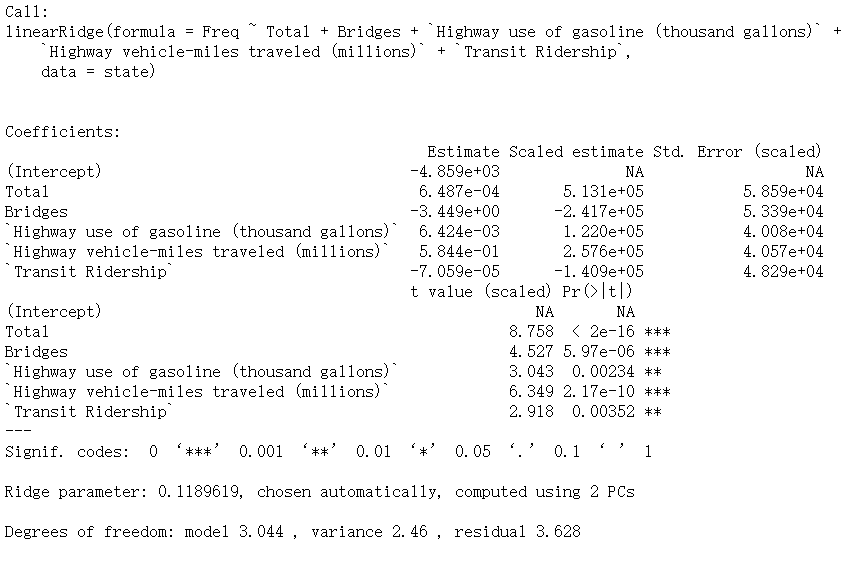 Call:
linearRidge(formula = Freq ~ Total + Bridges + `Highway use of gasoline (thousand gallons)` +
    `Highway vehicle-miles traveled (millions)` + `Transit Ridership`,
    data = state)
Coefficients:
                                              Estimate Scaled estimate Std. Error (scaled)
(Intercept)                                 -4.859e+03              NA                  NA
Total                                        6.487e-04       5.131e+05           5.859e+04
Bridges                                     -3.449e+00      -2.417e+05           5.339e+04
`Highway use of gasoline (thousand gallons)`  6.424e-03       1.220e+05           4.008e+04
`Highway vehicle-miles traveled (millions)`  5.844e-01       2.576e+05           4.057e+04
`Transit Ridership`                         -7.059e-05      -1.409e+05           4.829e+04
                                            t value (scaled) Pr(>|t|)
(Intercept)                                               NA       NA
Total                                                  8.758  < 2e-16 ***
Bridges                                                4.527 5.97e-06 ***
`Highway use of gasoline (thousand gallons)`           3.043  0.00234 **
`Highway vehicle-miles traveled (millions)`            6.349 2.17e-10 ***
`Transit Ridership`                                    2.918  0.00352 **
---
Signif. codes:  0 ‘***’ 0.001 ‘**’ 0.01 ‘*’ 0.05 ‘.’ 0.1 ‘ ’ 1
Ridge parameter: 0.1189619, chosen automatically, computed using 2 PCs
Degrees of freedom: model 3.044 , variance 2.46 , residual 3.628